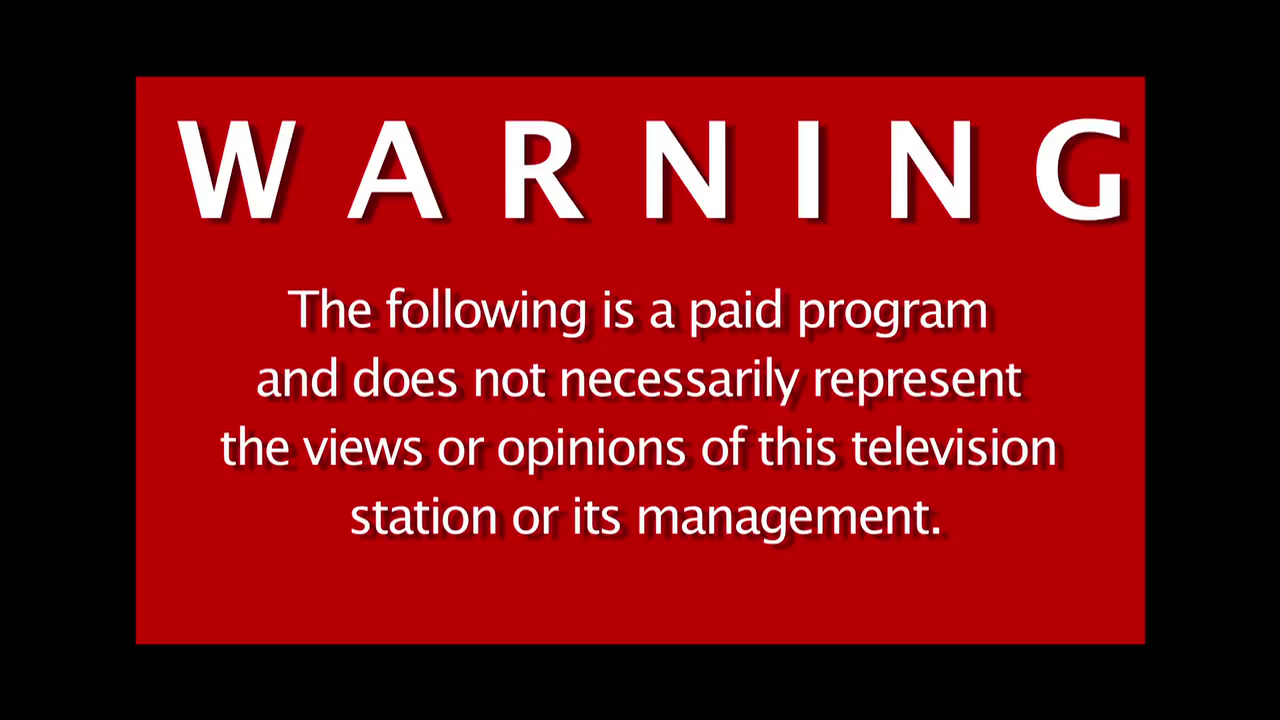 WARNING
The following is a paid program
and does not necessarily represent
the views or opinions of this television
station or its management.